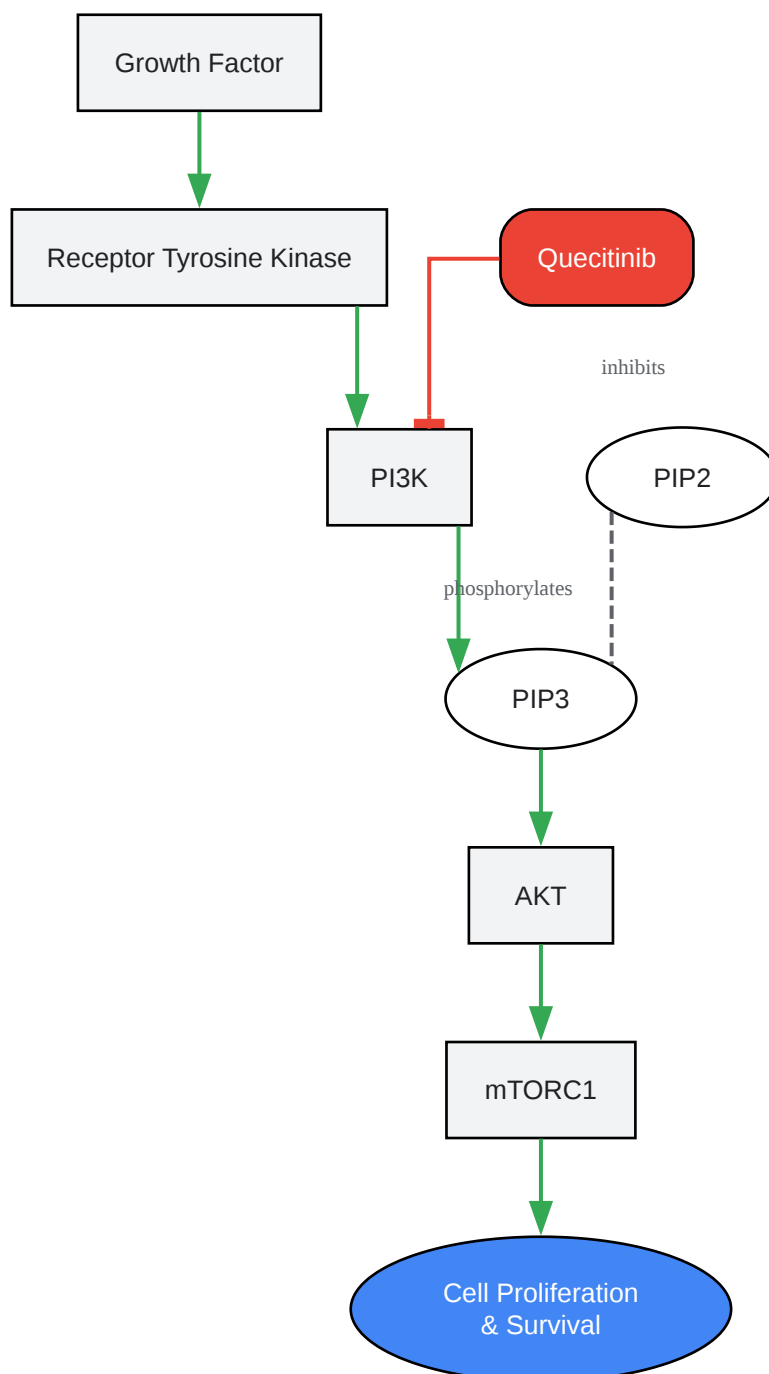 Growth Factor
Receptor Tyrosine Kinase
Quecitinib
inhibits
PI3K
PIP2
phosphorylates
PIP3
AKT
mTORC1
Cell Proliferation
& Survival